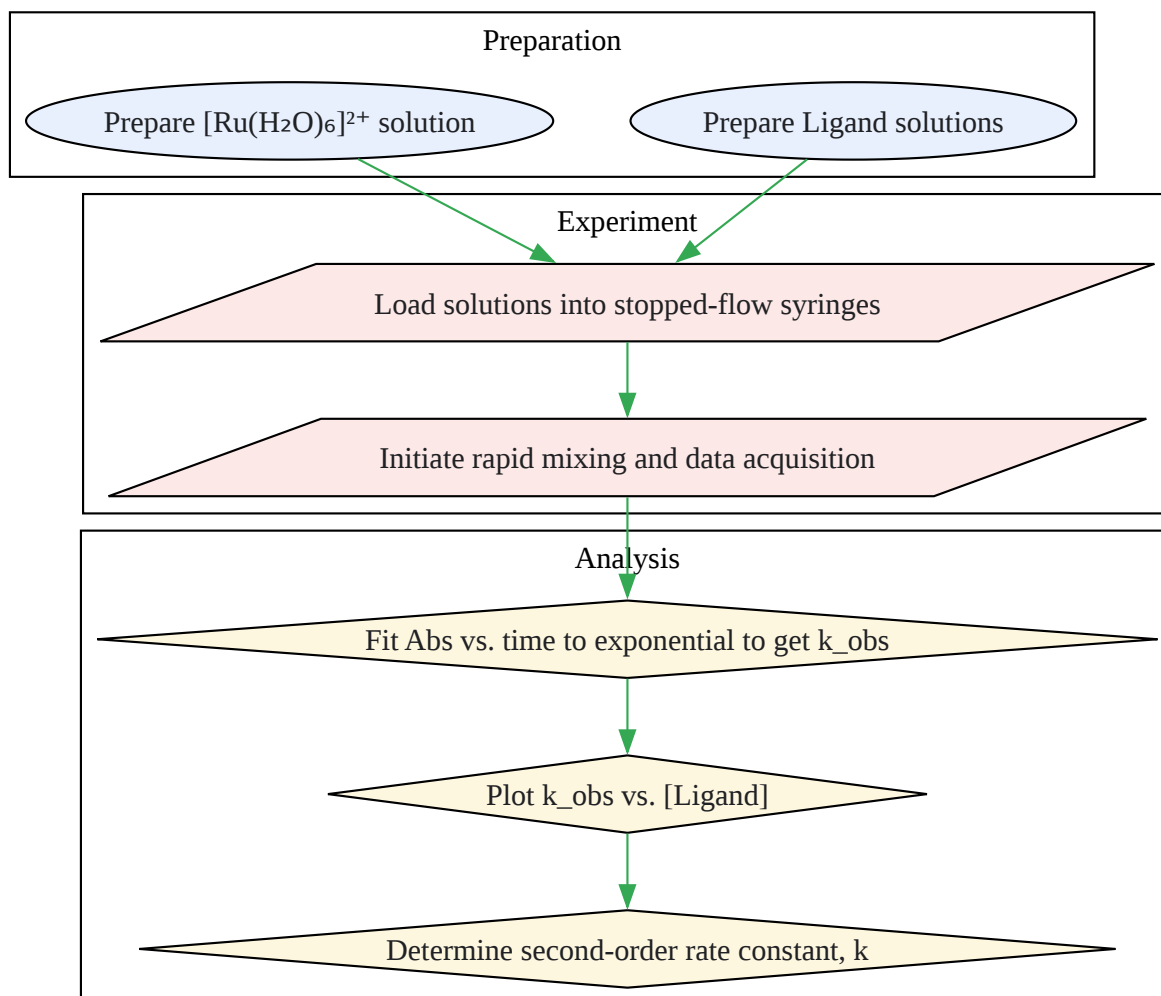 Preparation
Prepare [Ru(H₂O)₆]²⁺ solution
Prepare Ligand solutions
Experiment
Load solutions into stopped-flow syringes
Initiate rapid mixing and data acquisition
Analysis
Fit Abs vs. time to exponential to get k_obs
Plot k_obs vs. [Ligand]
Determine second-order rate constant, k